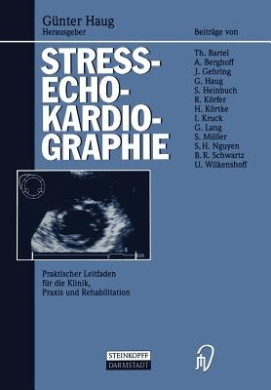 Günter Haug
Herausgeber
STRESS-
ECHO-
KARDIO-
GRAPHIE
Praktischer Leitfaden
für die Klinik,
Praxis und Rehabilitation
Beiträge von
Th. Bartel
A. Berghoff
J. Gehring
G. Haug
S. Heinbuch
R. Körfer
H. Körtke
I. Kruck
G. Lang
S. Müller
S. H. Nguyen
B. R. Schwartz
U. Wilkenshoff
STEINKOPFF
DARMSTADT